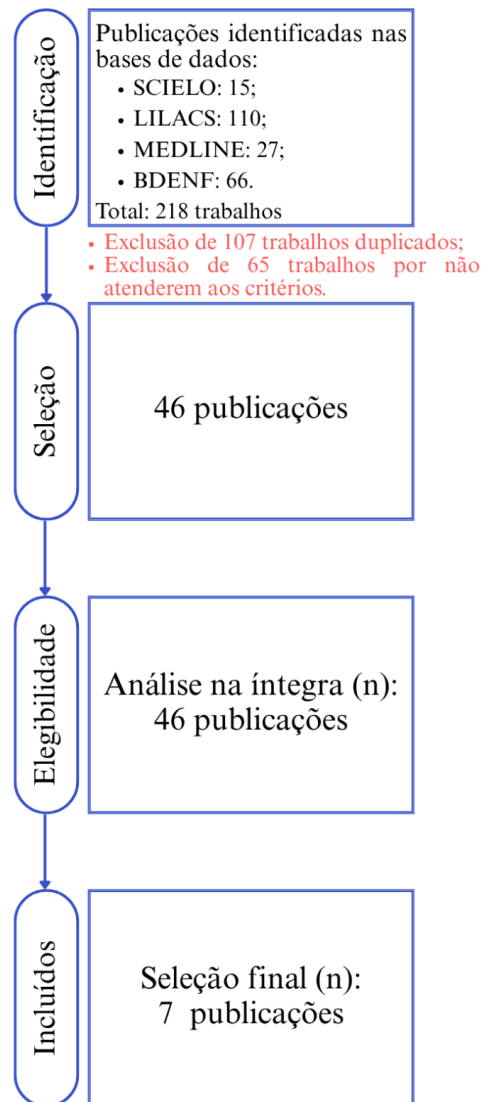 Identificação
Publicações identificadas nas
bases de dados:
• SCIELO: 15;
• LILACS: 110;
• MEDLINE: 27;
• BDENF: 66.
Total: 218 trabalhos
• Exclusão de 107 trabalhos duplicados;
• Exclusão de 65 trabalhos por não
atenderem aos critérios.
Seleção
46 publicações
Elegibilidade
Análise na íntegra (n):
46 publicações
Incluídos
Seleção final (n):
7 publicações